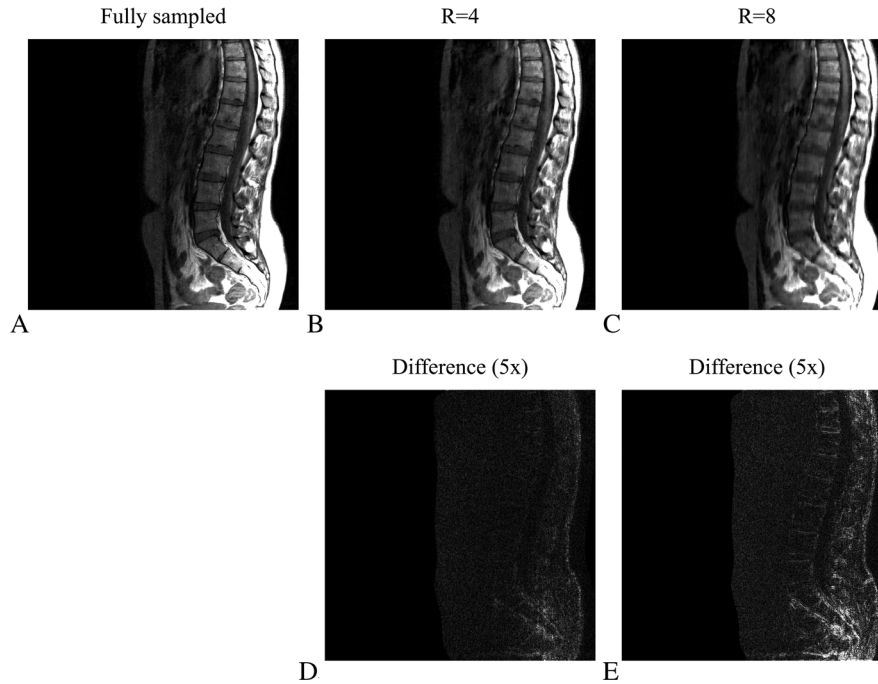 Fully sampled
R=4
R=8
A
B
C
Difference (5x)
Difference (5x)
D
E